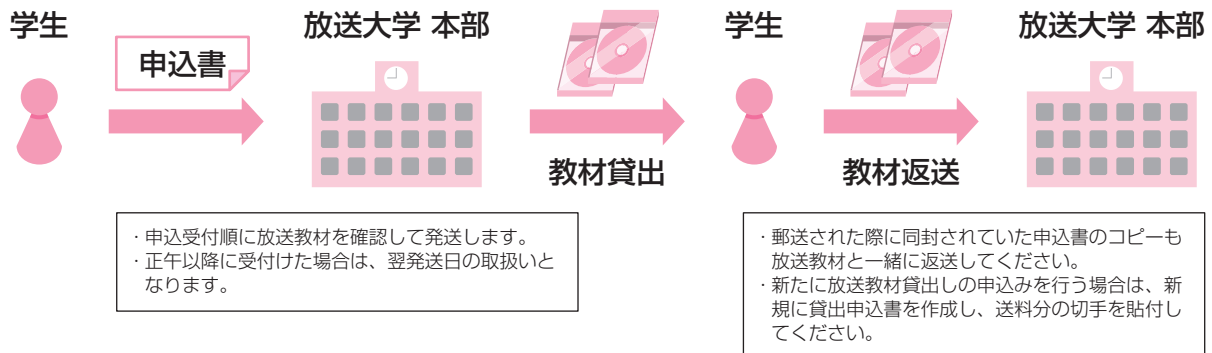 学生
放送大学 本部
学生
放送大学 本部
申込書
教材貸出
教材返送
・申込受付順に放送教材を確認して発送します。
・正午以降に受付けた場合は、翌発送日の取扱いと
なります。
・郵送された際に同封されていた申込書のコピーも
放送教材と一緒に返送してください。
・新たに放送教材貸出しの申込みを行う場合は、新
規に貸出申込書を作成し、送料分の切手を貼付し
てください。